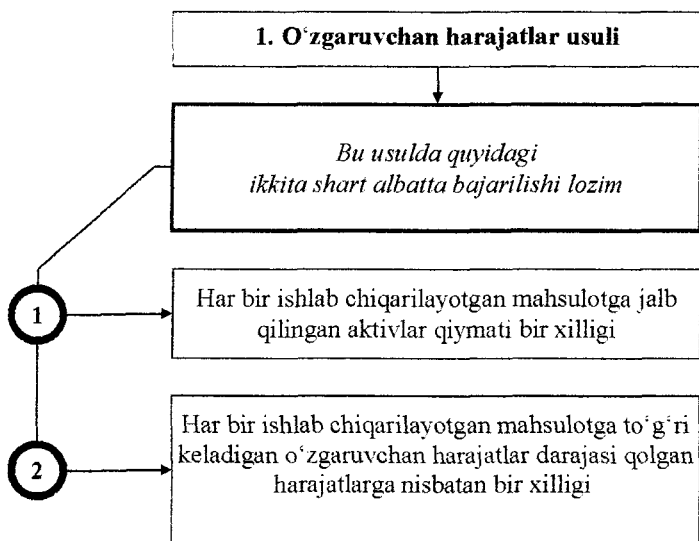 1. O‘zgaruvchan harajatlar usuli
Bu usulda quyidagi
ikkita shart albatta bajarilishi lozim
1
Har bir ishlab chiqarilayotgan mahsulotga jalb
qilingan aktivlar qiymati bir xilligi
2
Har bir ishlab chiqarilayotgan mahsulotga to‘g‘ri
keladigan o‘zgaruvchan harajatlar darajasi qolgan
harajatlarga nisbatan bir xilligi